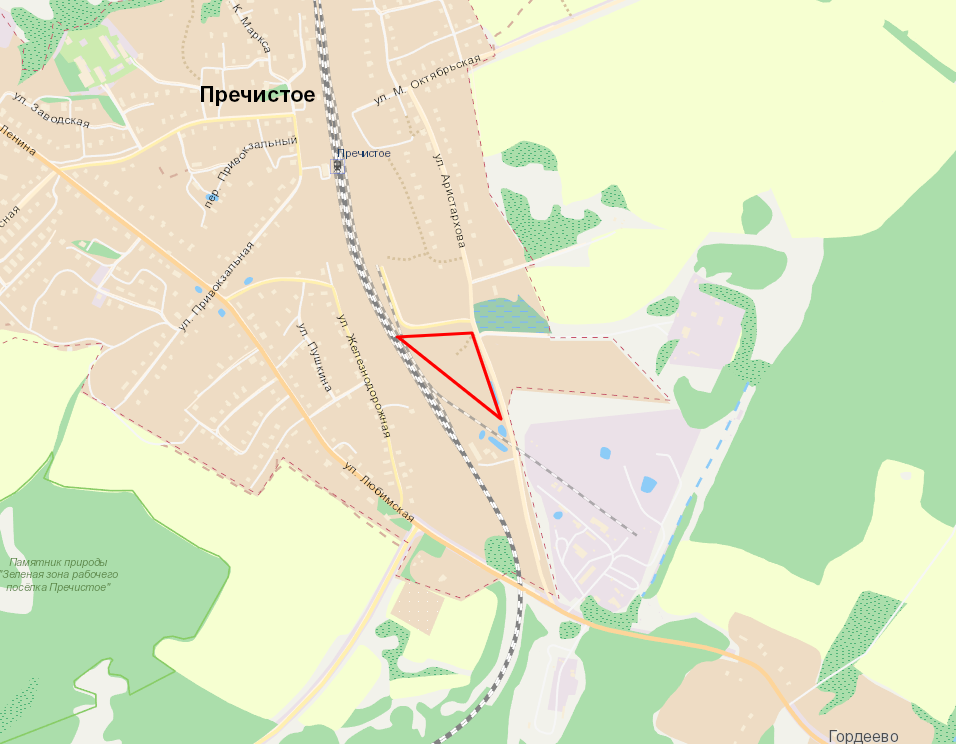 К. Маркса
ул. М. Октябрьская
Пречистое
ул. Заводская
Ленина
пер. Привокзальный
Пречистое
ул. Аристархова
сная
ул. Привокзальная
ул. Пушкина
ул. Железнодорожная
ул. Любимская
Памятник природы
"Зеленая зона рабочего
поселка Пречистое"
Гордеево